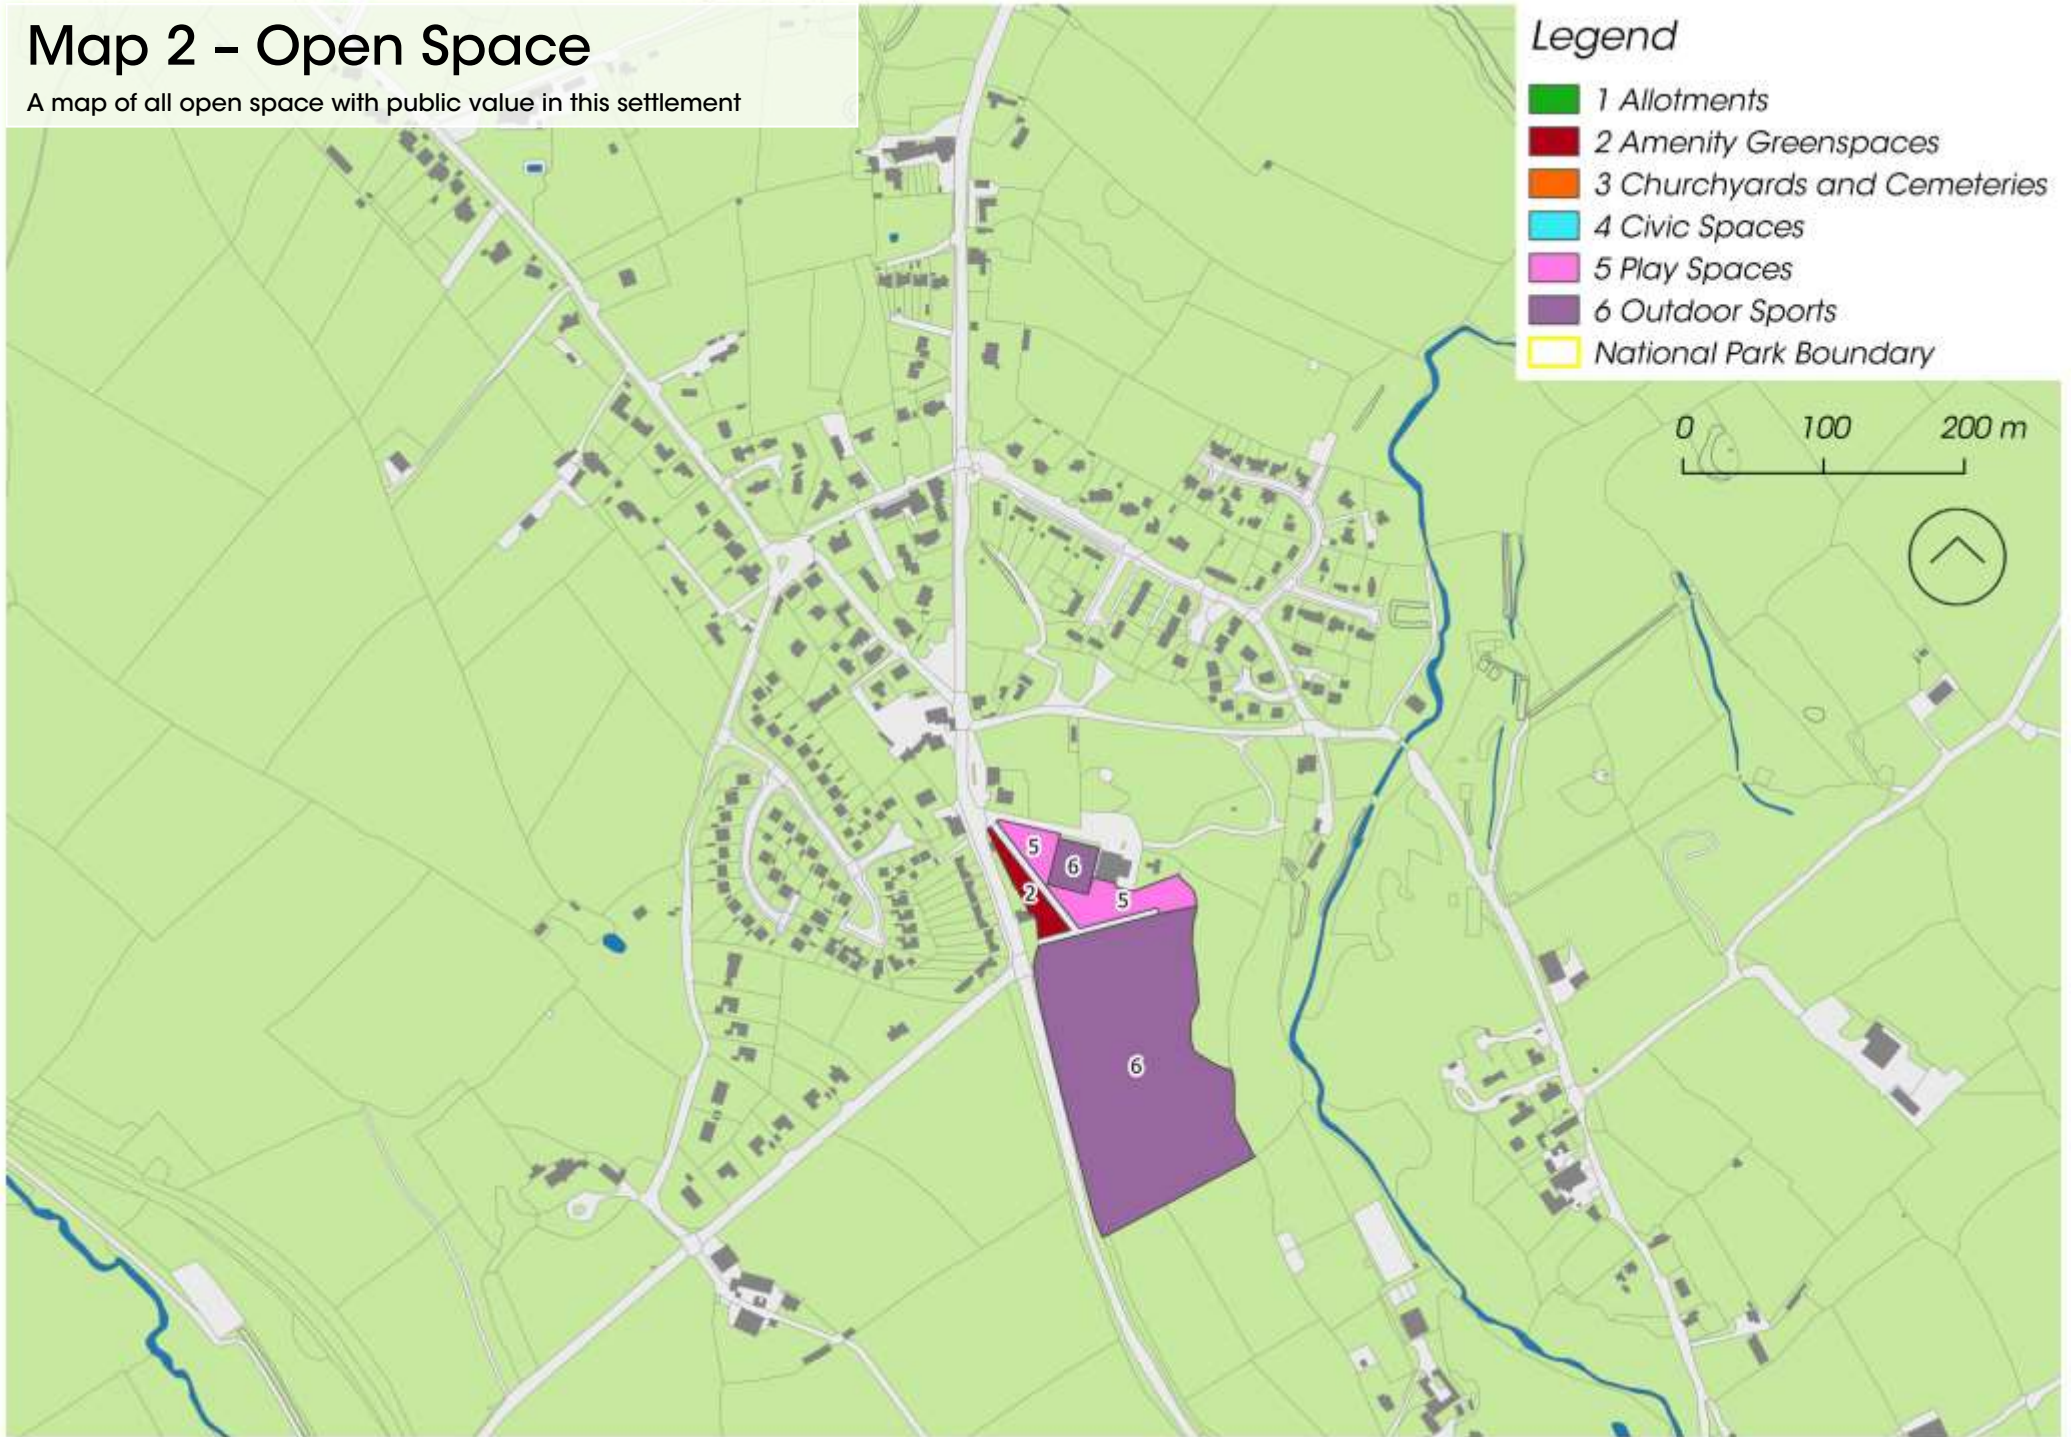 Map 2 – Open Space
A map of all open space with public value in this settlement
Legend
1 Allotments
2 Amenity Greenspaces
3 Churchyards and Cemeteries
4 Civic Spaces
5 Play Spaces
6 Outdoor Sports
National Park Boundary
0 100 200 m
5
6
2
5
6